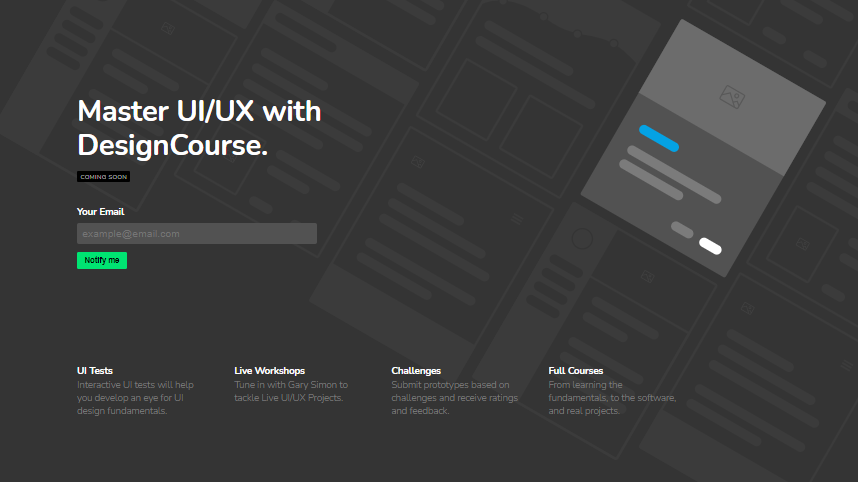 Master UI/UX with
DesignCourse.
COMING SOON
Your Email
example@email.com
Notify me
UI Tests
Interactive UI tests will help
you develop an eye for UI
design fundamentals.
Live Workshops
Tune in with Gary Simon to
tackle Live UI/UX Projects.
Challenges
Submit prototypes based on
challenges and receive ratings
and feedback.
Full Courses
From learning the
fundamentals, to the software,
and real projects.